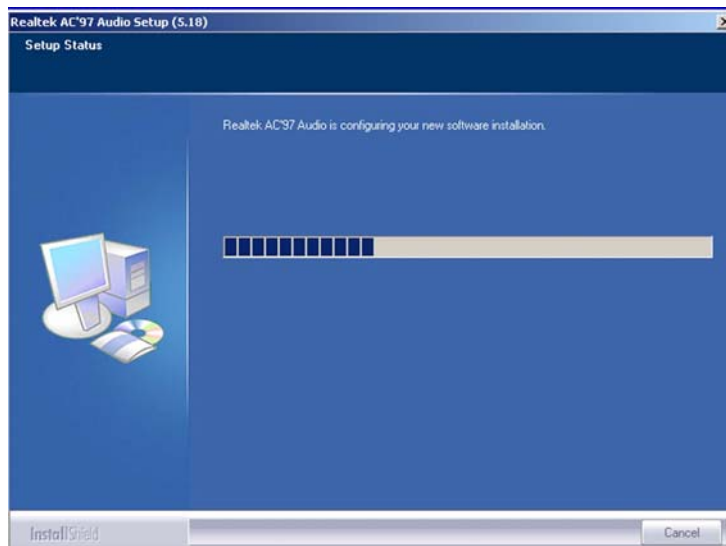 Realtek AC'97 Audio Setup (5.18)
Setup Status
Realtek AC'97 Audio is configuring your new software installation.
InstallShield
Cancel